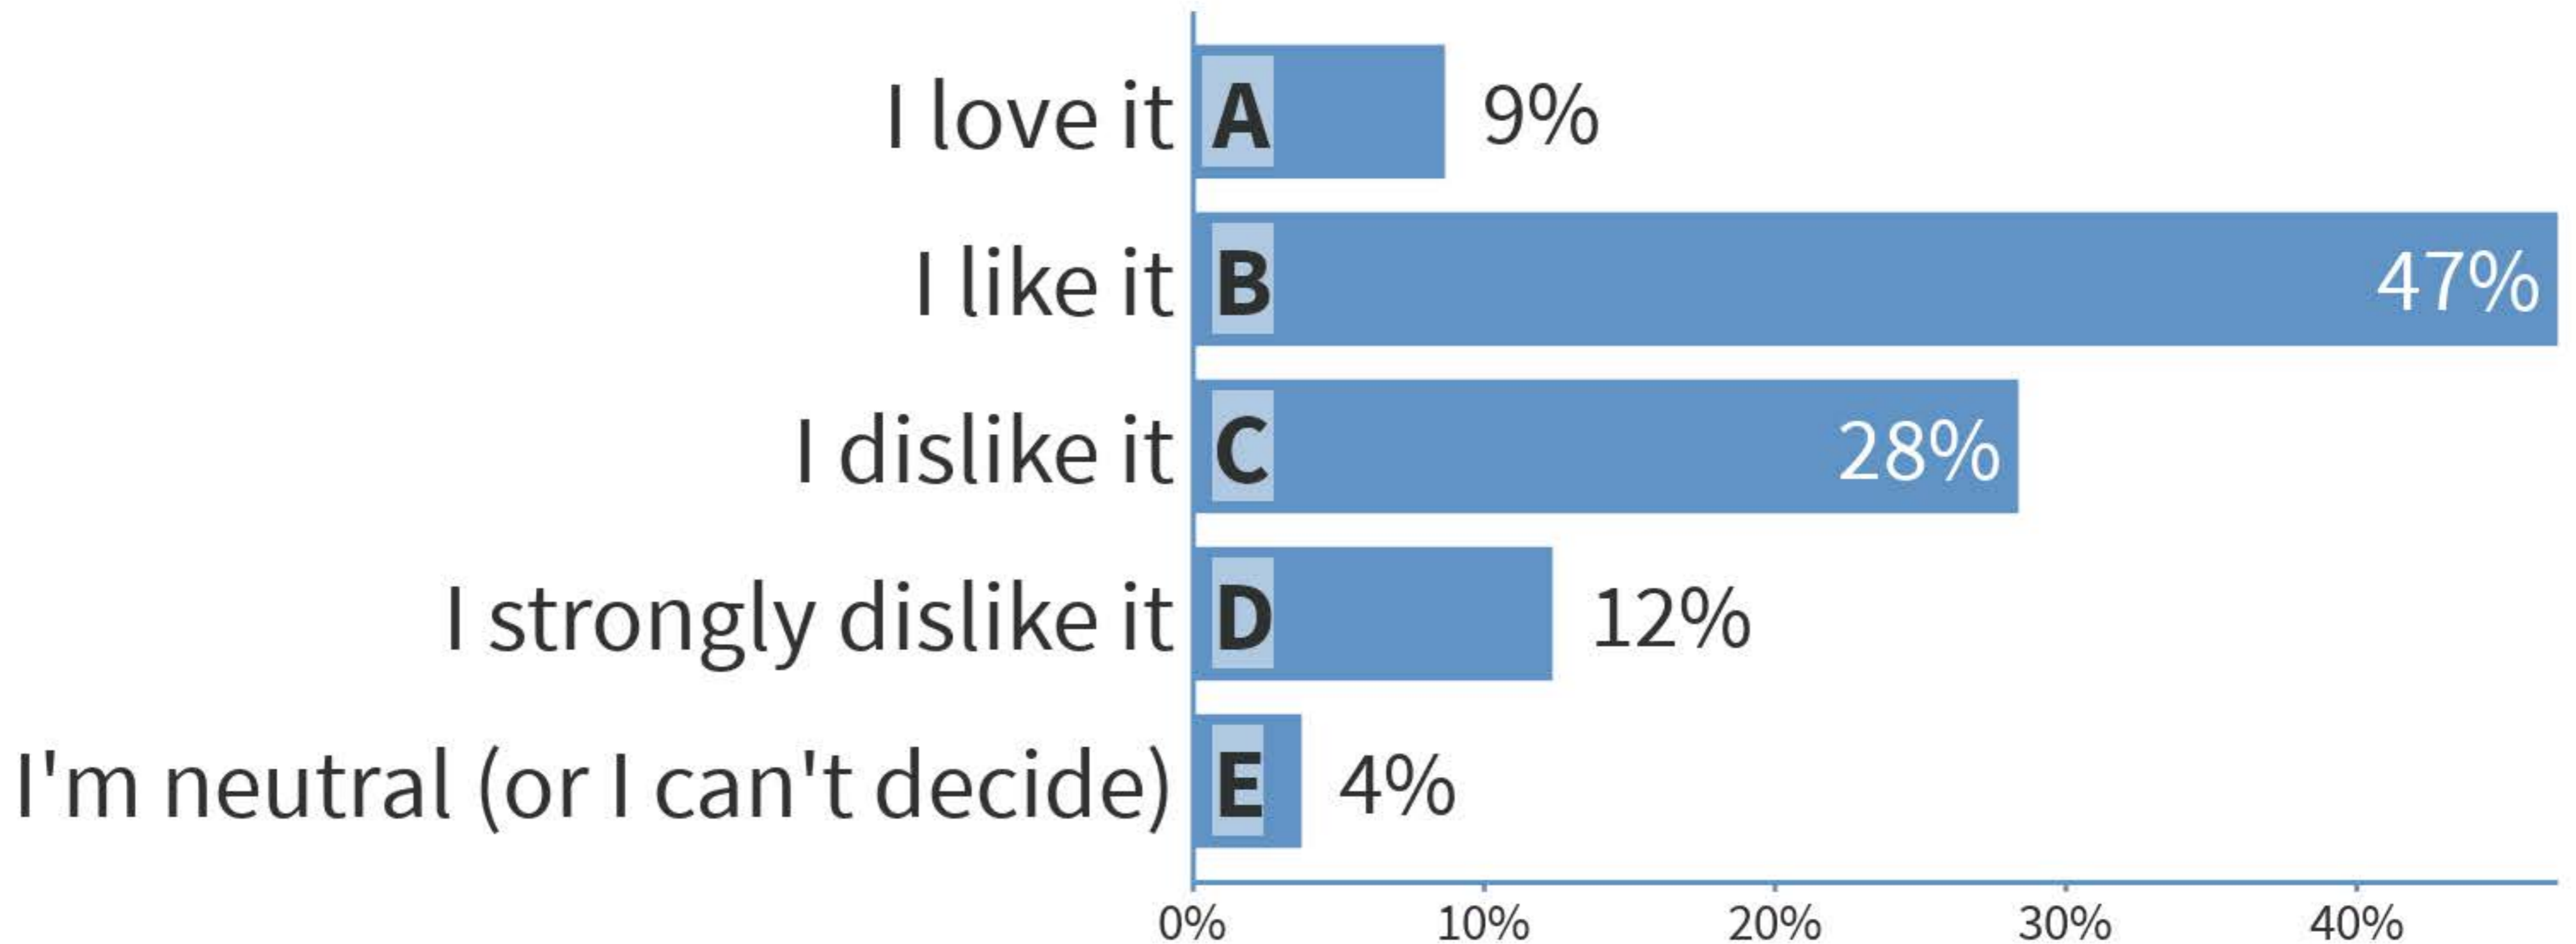 I love it A 9%
I like it B 47%
I dislike it C 28%
I strongly dislike it D 12%
I'm neutral (or I can't decide) E 4%
0% 10% 20% 30% 40%